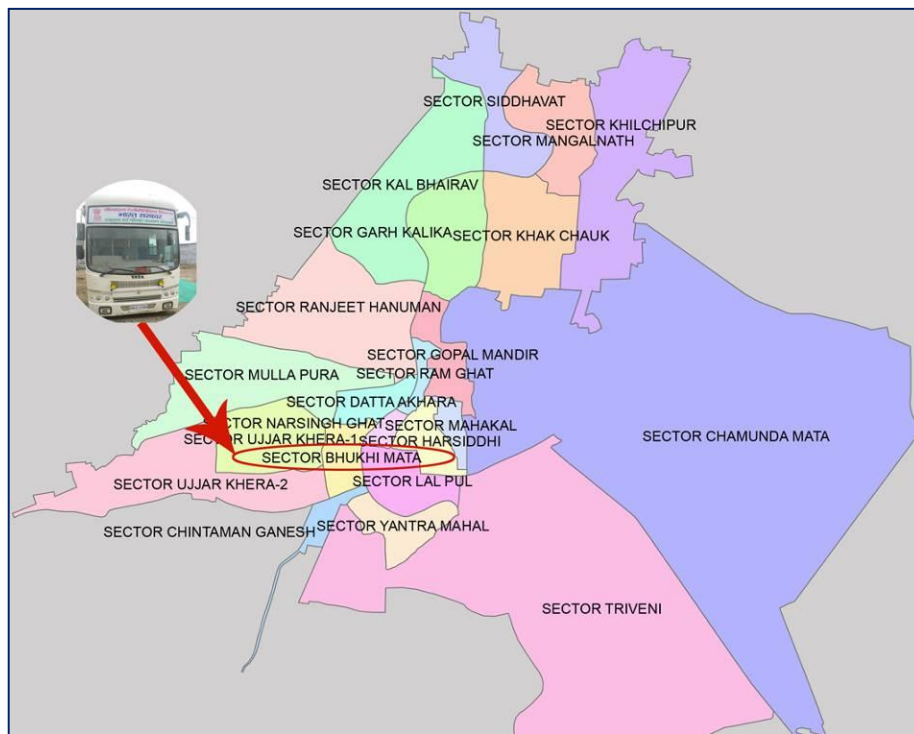 SECTOR SIDDHAVAT
SECTOR KHILCHIPUR
SECTOR MANGALNATH
SECTOR KAL BHAIRAV
SECTOR GARH KALIKA
SECTOR KHAK CHAUK
SECTOR RANJEET HANUMAN
SECTOR GOPAL MANDIR
SECTOR RAM GHAT
SECTOR MULLA PURA
SECTOR DATTA AKHARA
SECTOR NARSINGH GHAT
SECTOR MAHAKAL
SECTOR UJJAR KHERA-1
SECTOR HARSIDDHI
SECTOR CHAMUNDA MATA
SECTOR BHUKHI MATA
SECTOR UJJAR KHERA-2
SECTOR LAL PUL
SECTOR CHINTAMAN GANESH
SECTOR YANTRA MAHAL
SECTOR TRIVENI
TATA